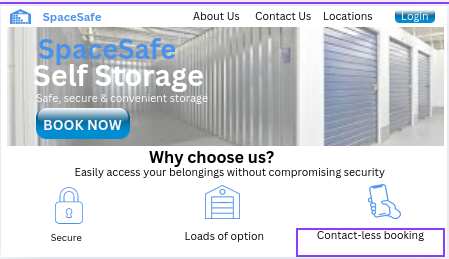 SpaceSafe
About Us
Contact Us
Locations
Login
SpaceSafe
Self Storage
Safe, secure & convenient storage
BOOK NOW
Why choose us?
Easily access your belongings without compromising security
Secure
Loads of option
Contact-less booking